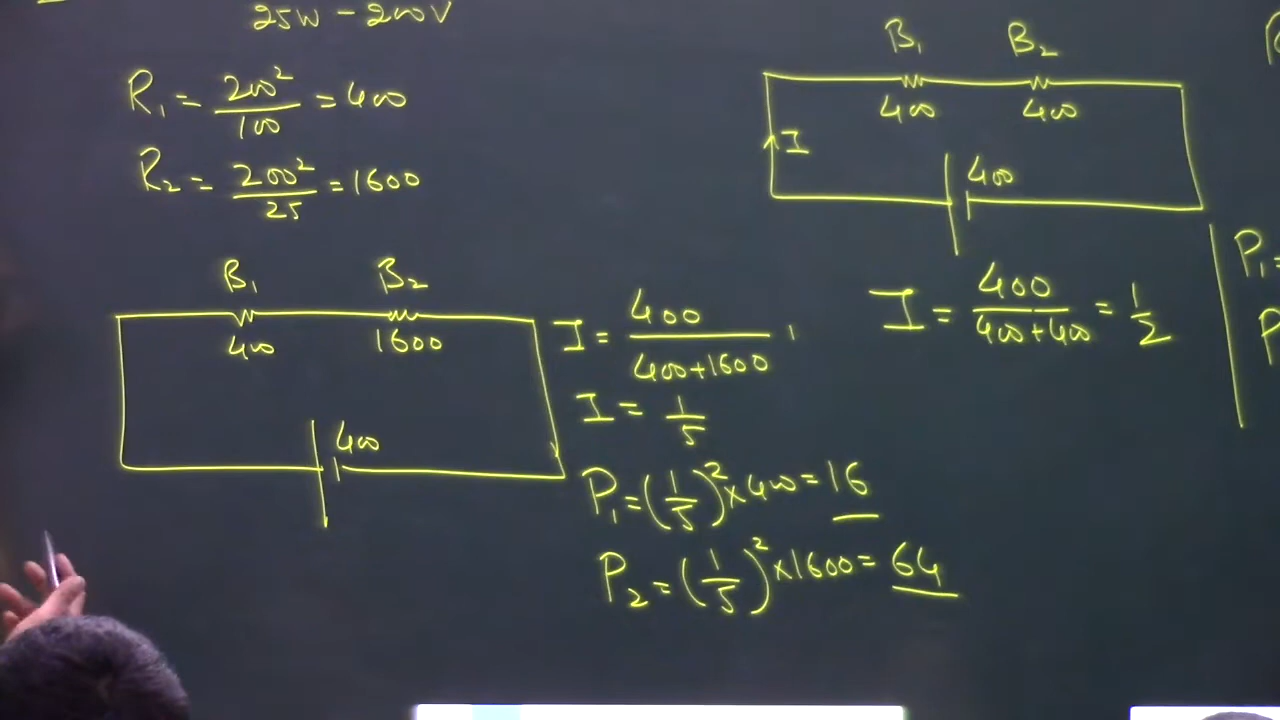 25W - 200V
R₁ = 200²/100 = 400
R₂ = 200²/25 = 1600
B₁ B₂
400 1600
400
I = 400/(400+1600)
I = 1/5
P₁ = (1/5)² × 400 = 16
P₂ = (1/5)² × 1600 = 64
B₁ B₂
400 400
I
400
I = 400/(400+400) = 1/2
P₁ =